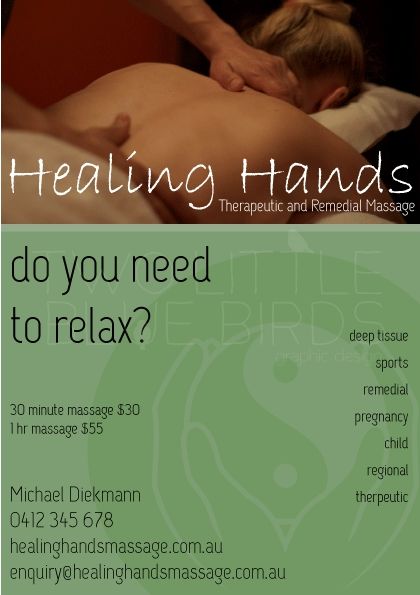 Healing Hands
Therapeutic and Remedial Massage
do you need
to relax?
TWO LITTLE
BLUE BIRDS
graphic design
deep tissue
sports
remedial
pregnancy
child
regional
therpeutic
30 minute massage $30
1 hr massage $55
Michael Diekmann
0412 345 678
healinghandsmassage.com.au
enquiry@healinghandsmassage.com.au